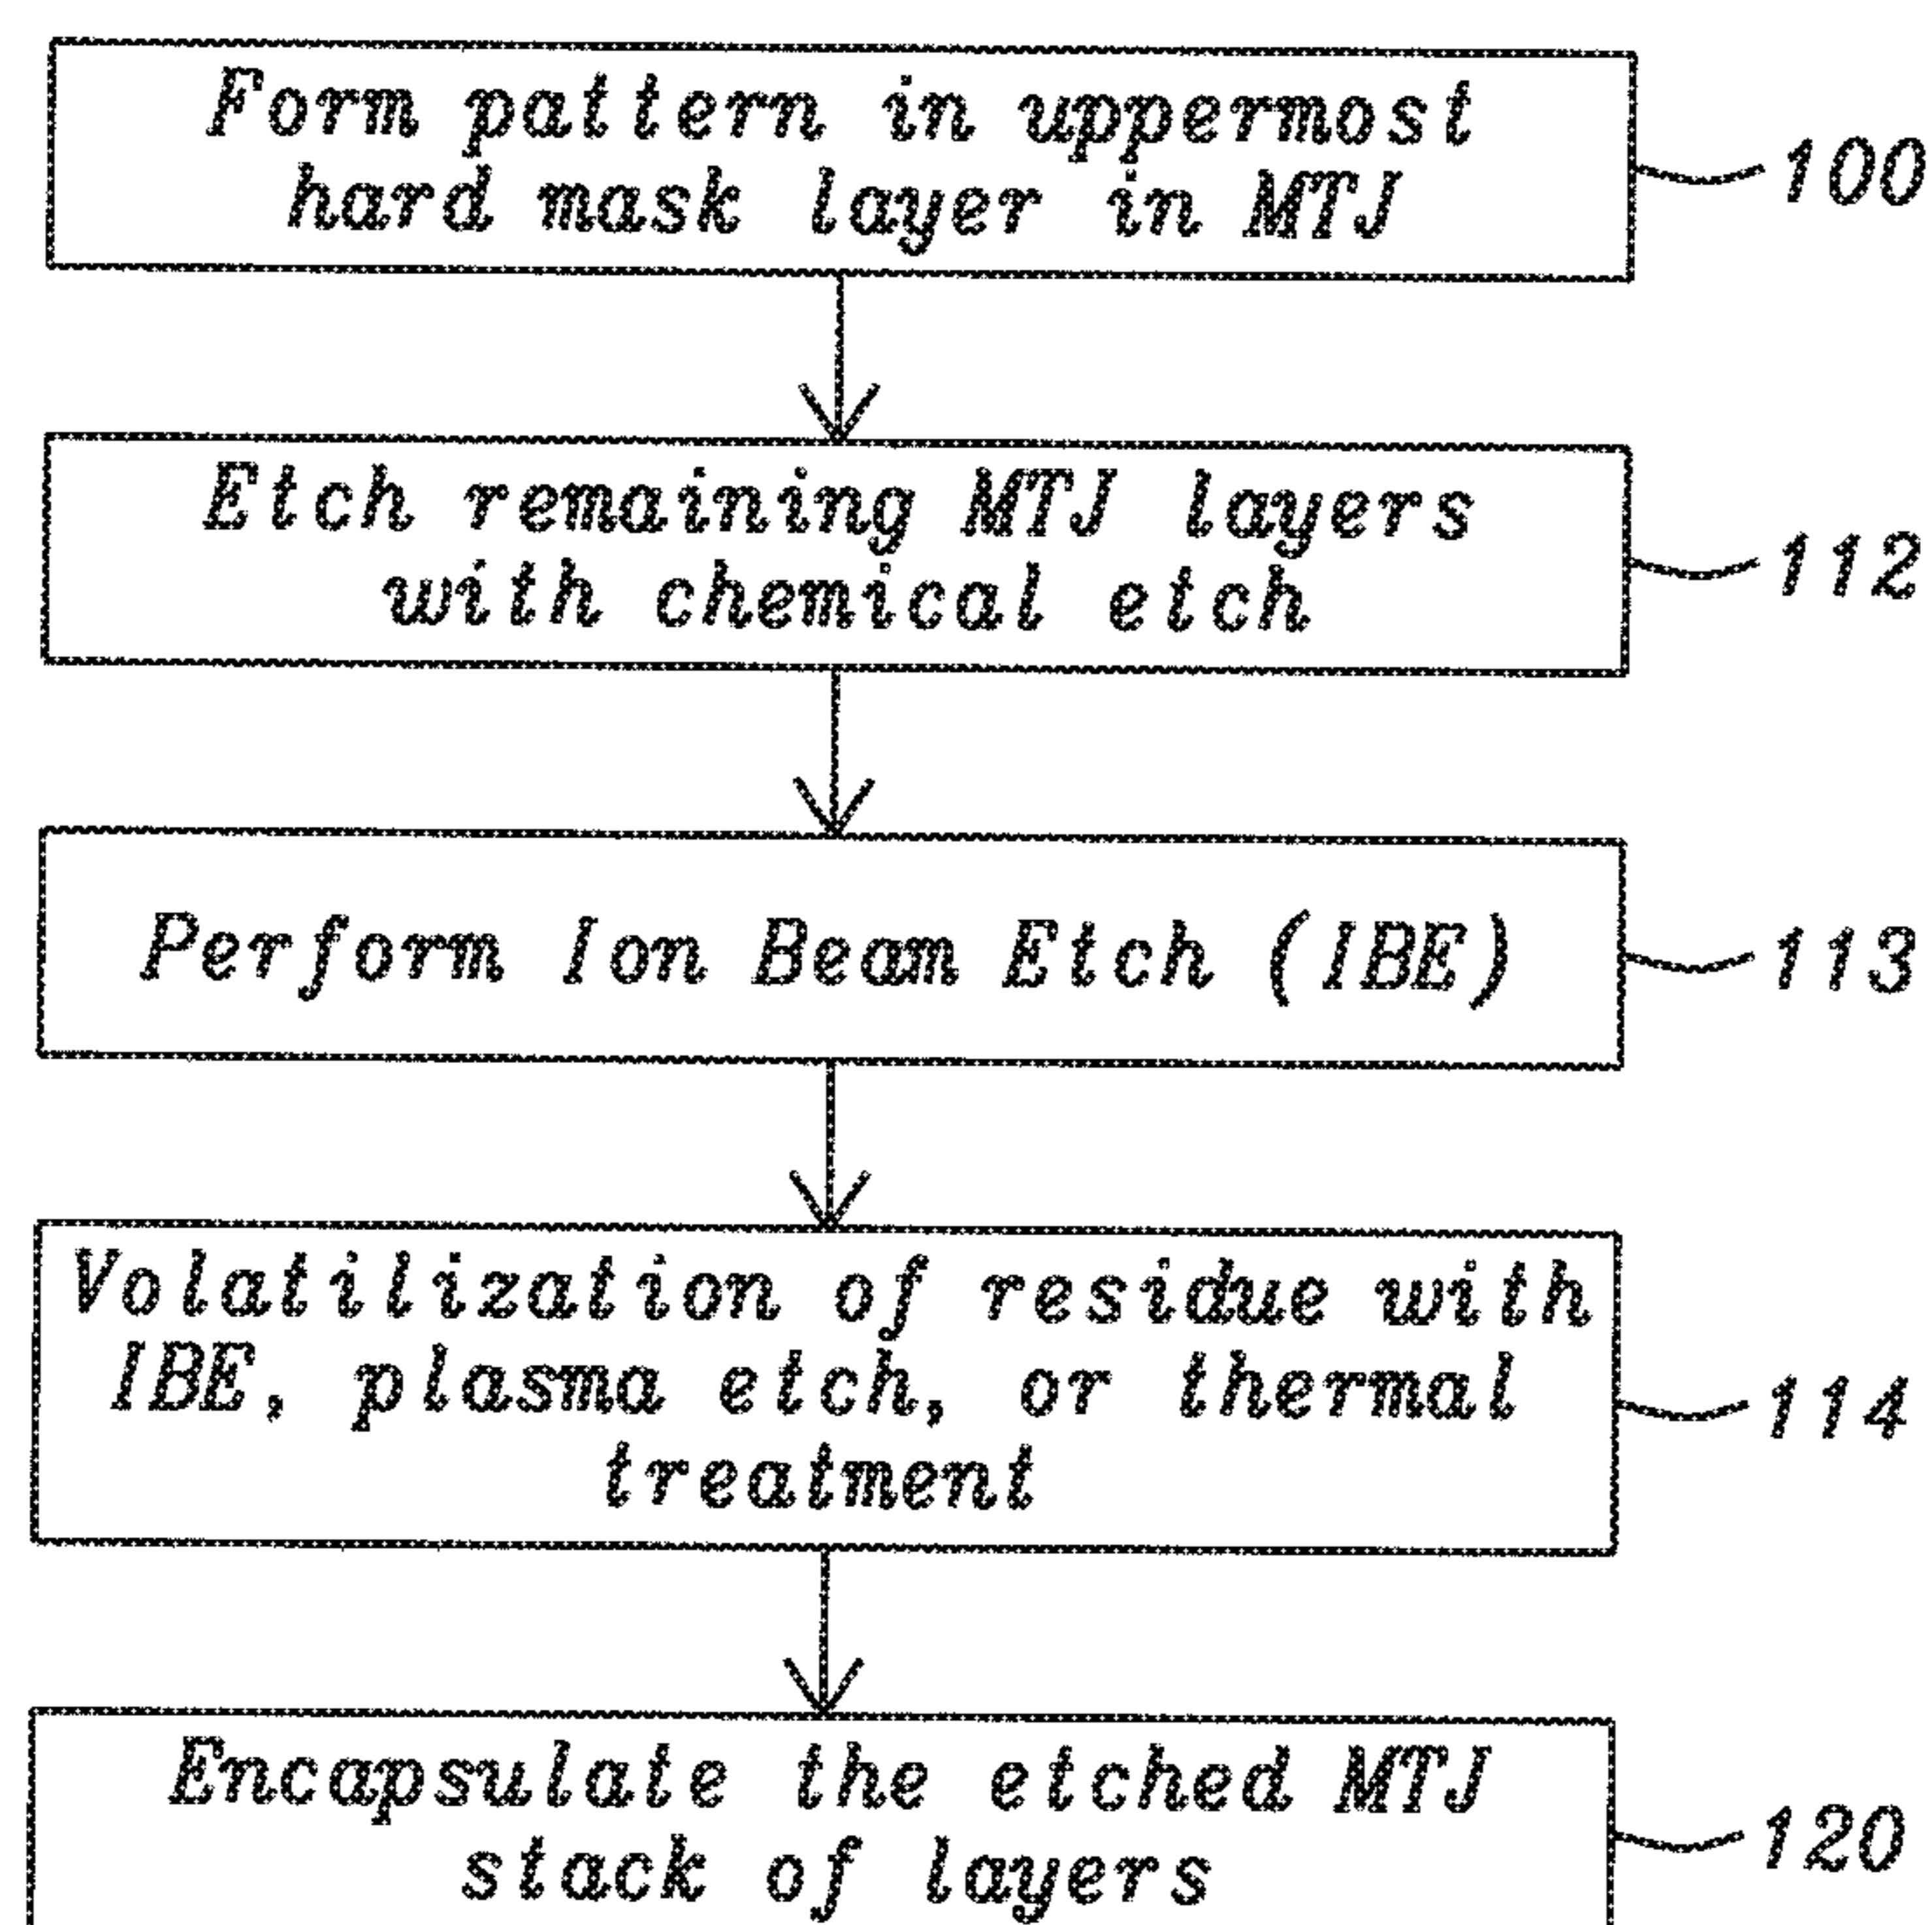 Form pattern in uppermost
hard mask layer in MTJ
100
Etch remaining MTJ layers
with chemical etch
112
Perform Ion Beam Etch (IBE)
113
Volatilization of residue with
IBE, plasma etch, or thermal
treatment
114
Encapsulate the etched MTJ
stack of layers
120